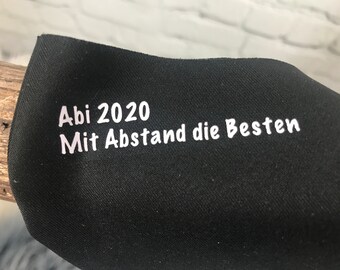 Abi 2020
Mit Abstand die Besten